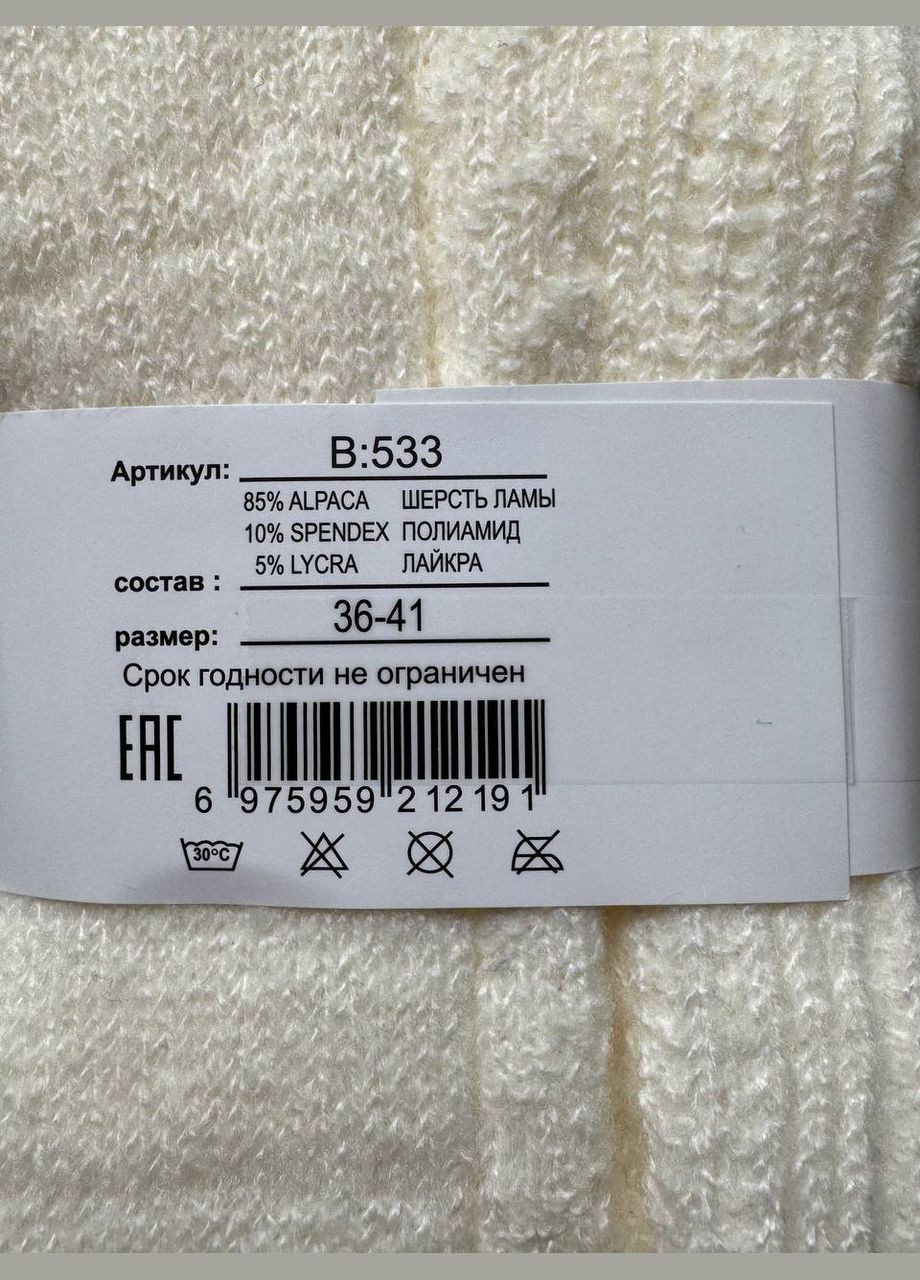 Артикул: B:533
85% ALPACA ШЕРСТЬ ЛАМЫ
10% SPENDEX ПОЛИАМИД
5% LYCRA ЛАЙКРА
состав :
размер: 36-41
Срок годности не ограничен
EAC
6 975959 212191
30°C